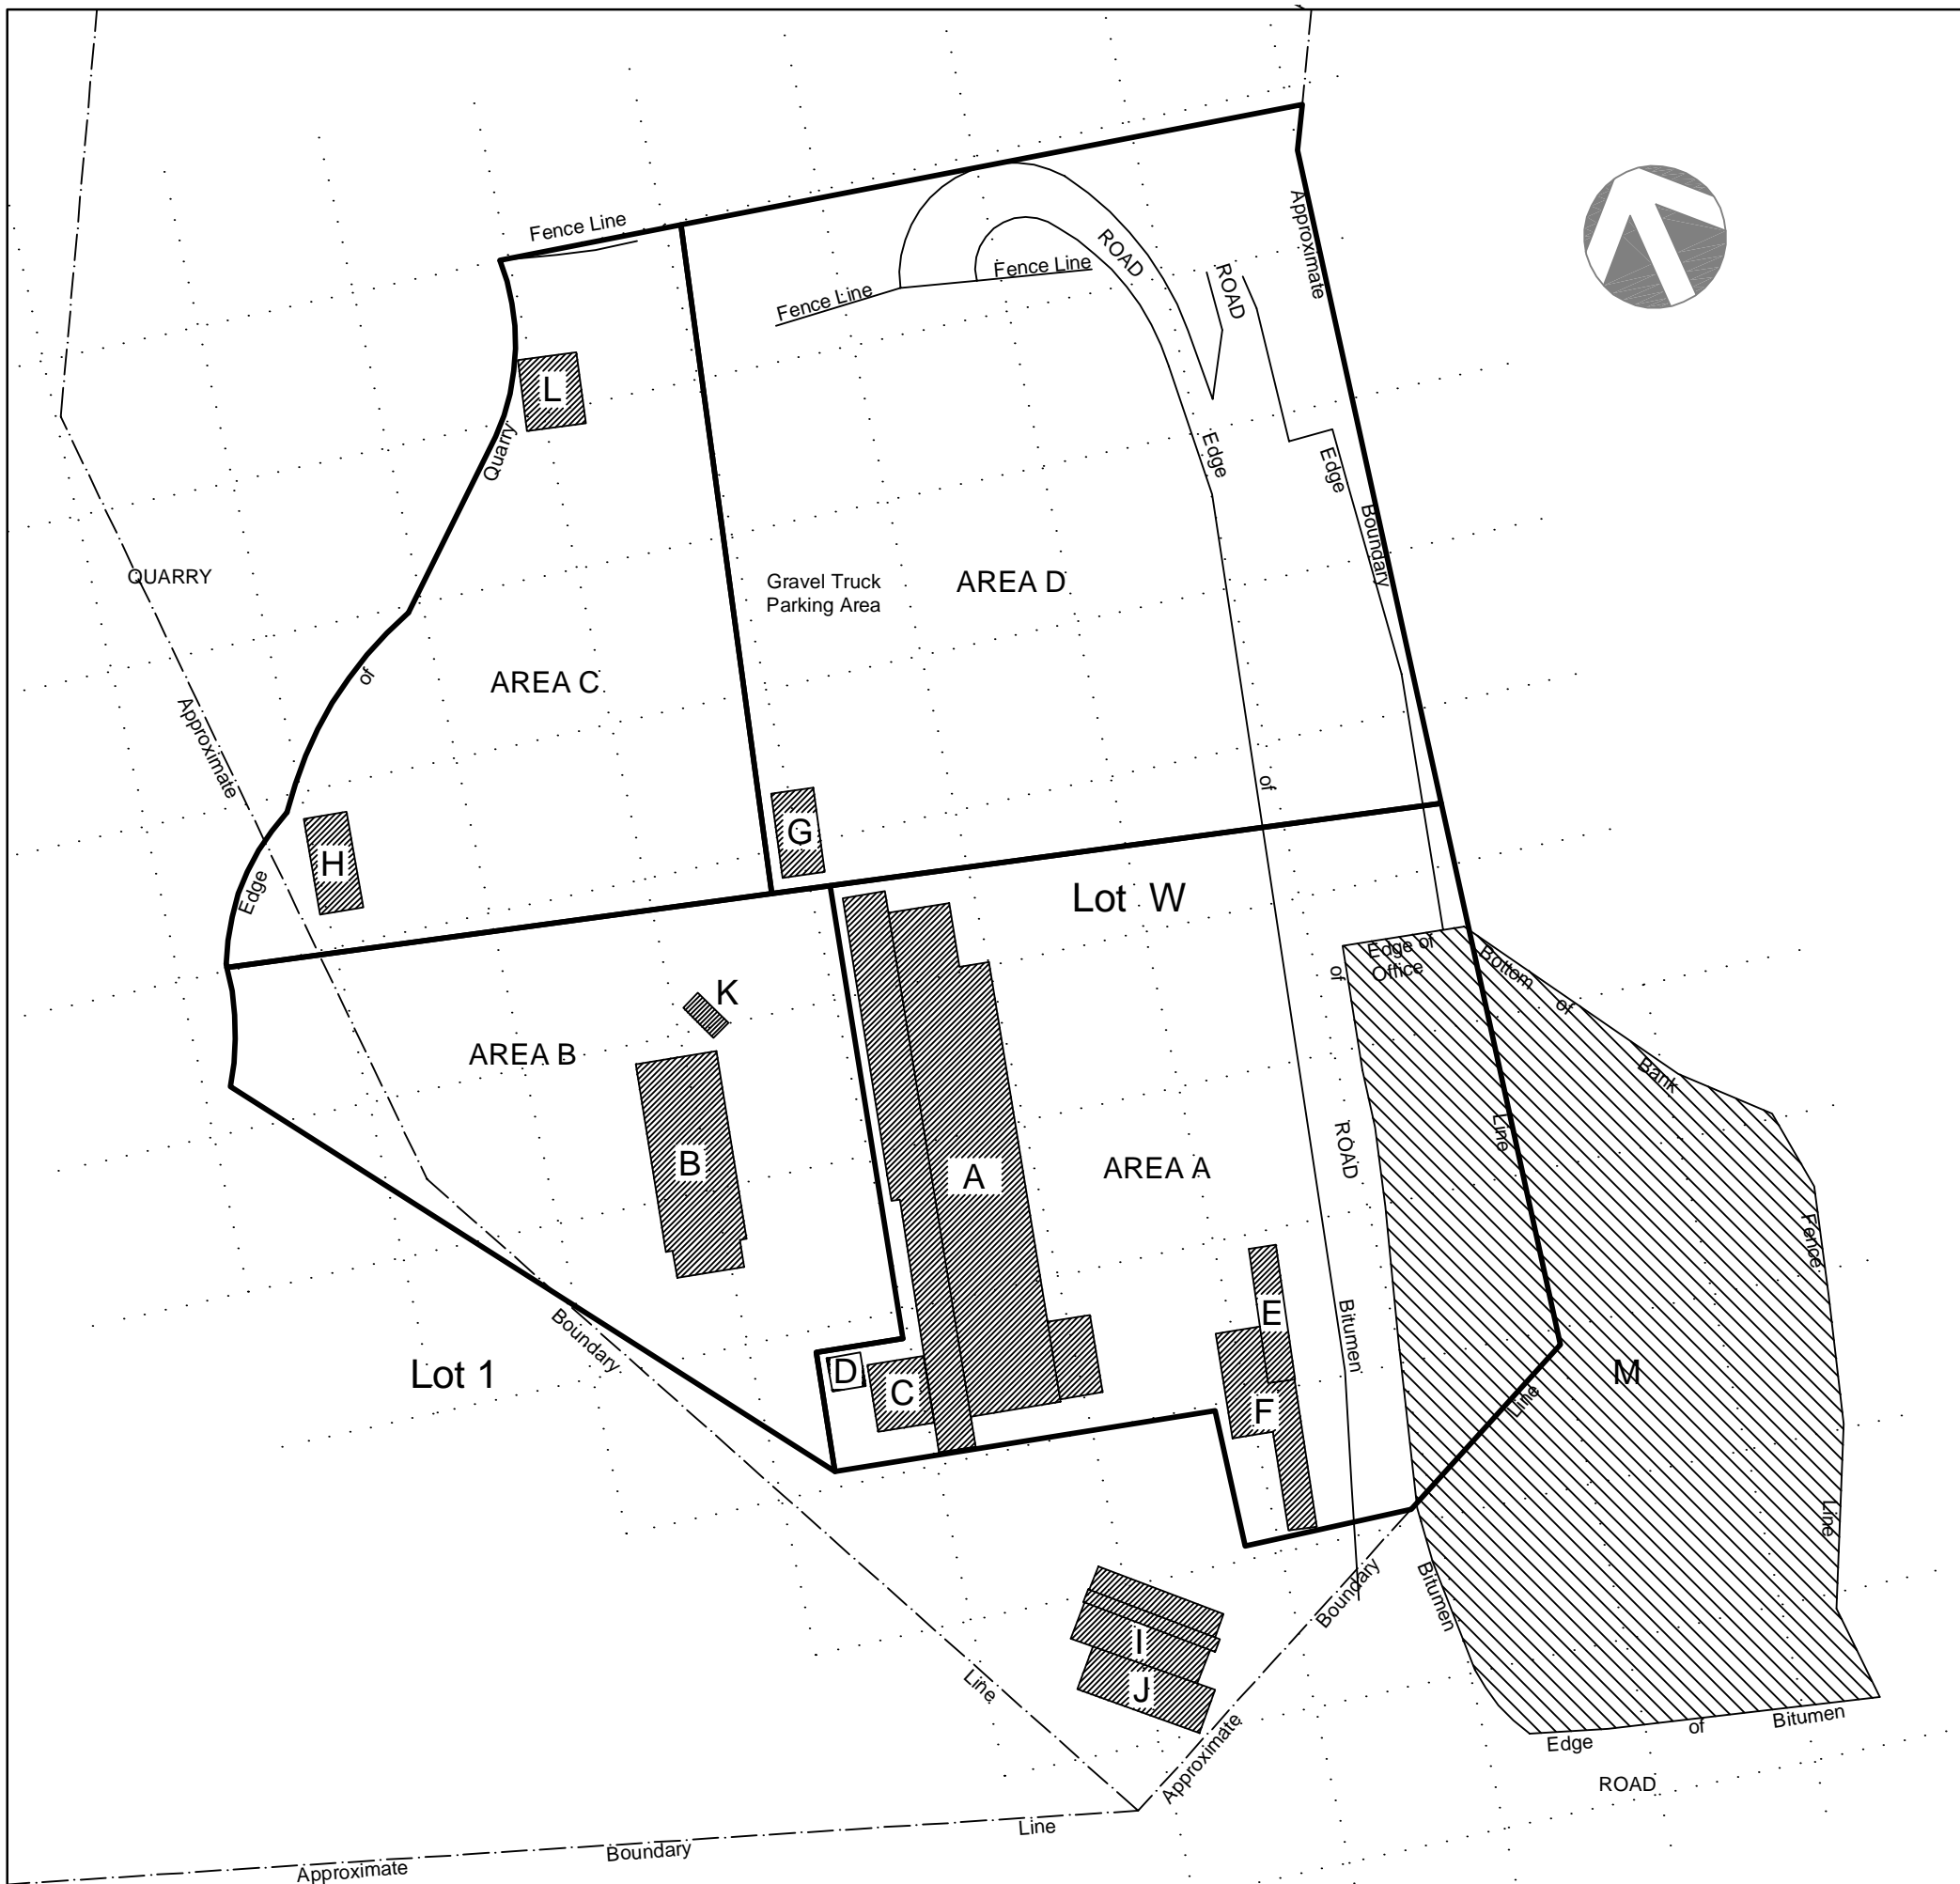 Fence Line
Approximate
ROAD
ROAD
Fence Line
Fence Line
L
Quarry
Edge
Edge
Boundary
QUARRY
Gravel Truck
Parking Area
AREA D
of
AREA C
Approximate
of
G
H
Edge
Lot W
Edge of
Office
of
Bottom
of
Bank
K
AREA B
B
A
AREA A
ROAD
Line
Fence
E
Bitumen
Boundary
Lot 1
D
C
F
Line
M
Line
Bitumen
Boundary
I
J
Line
Approximate
Edge
of
Bitumen
ROAD
Line
Boundary
Approximate